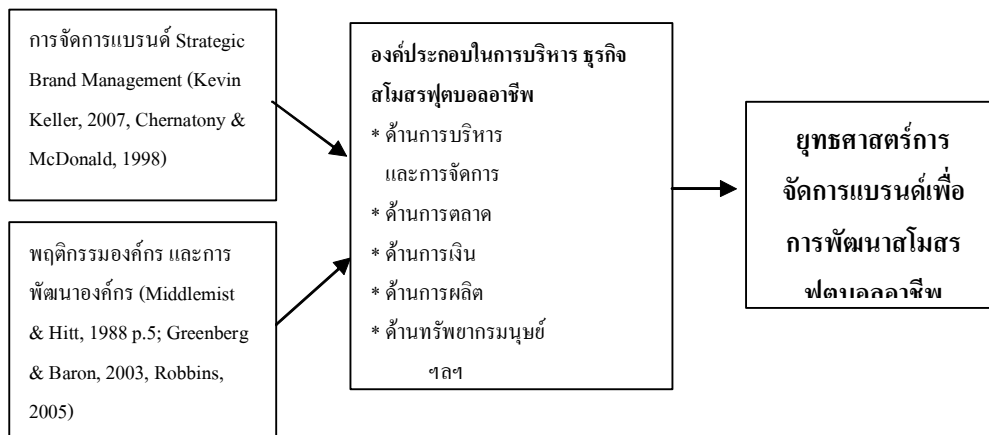 การจัดการแบรนด์ Strategic
Brand Management (Kevin
Keller, 2007, Chernatony &
McDonald, 1998)
พฤติกรรมองค์กร และการ
พัฒนาองค์กร (Middlemist
& Hitt, 1988 p.5; Greenberg
& Baron, 2003, Robbins,
2005)
องค์ประกอบในการบริหาร ธุรกิจ
สโมสรฟุตบอลอาชีพ
* ด้านการบริหาร
และการจัดการ
* ด้านการตลาด
* ด้านการเงิน
* ด้านการผลิต
* ด้านทรัพยากรมนุษย์
ฯลฯ
ยุทธศาสตร์การ
จัดการแบรนด์เพื่อ
การพัฒนาสโมสร
ฟุตบอลอาชีพ